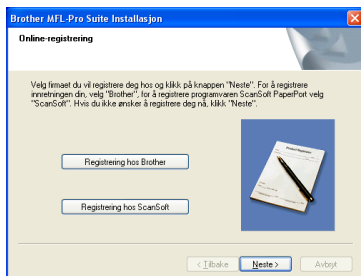 Brother MFL-Pro Suite Installasjon
Online-registrering
Velg firmaet du vil registrere deg hos og klikk på knappen "Neste". For å registrere
innretningen din, velg "Brother", for å registrere programvaren ScanSoft PaperPort velg
"ScanSoft". Hvis du ikke ønsker å registrere deg nå, klikk "Neste".
Registrering hos Brother
Registrering hos ScanSoft
< Tilbake
Neste >
Avbryt